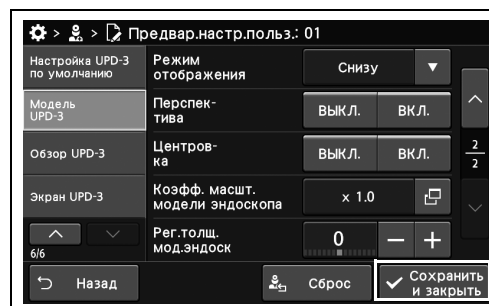 > > Предвар.настр.польз.: 01
Настройка UPD-3
по умолчанию
Модель
UPD-3
Обзор UPD-3
Экран UPD-3
6/6
Режим
отображения
Снизу
Перспек-
тива
ВЫКЛ.
ВКЛ.
Центров-
ка
ВЫКЛ.
ВКЛ.
Коэфф. масшт.
модели эндоскопа
x 1.0
Рег.толщ.
мод.эндоск
0
2
2
Назад
Сброс
Сохранить
и закрыть